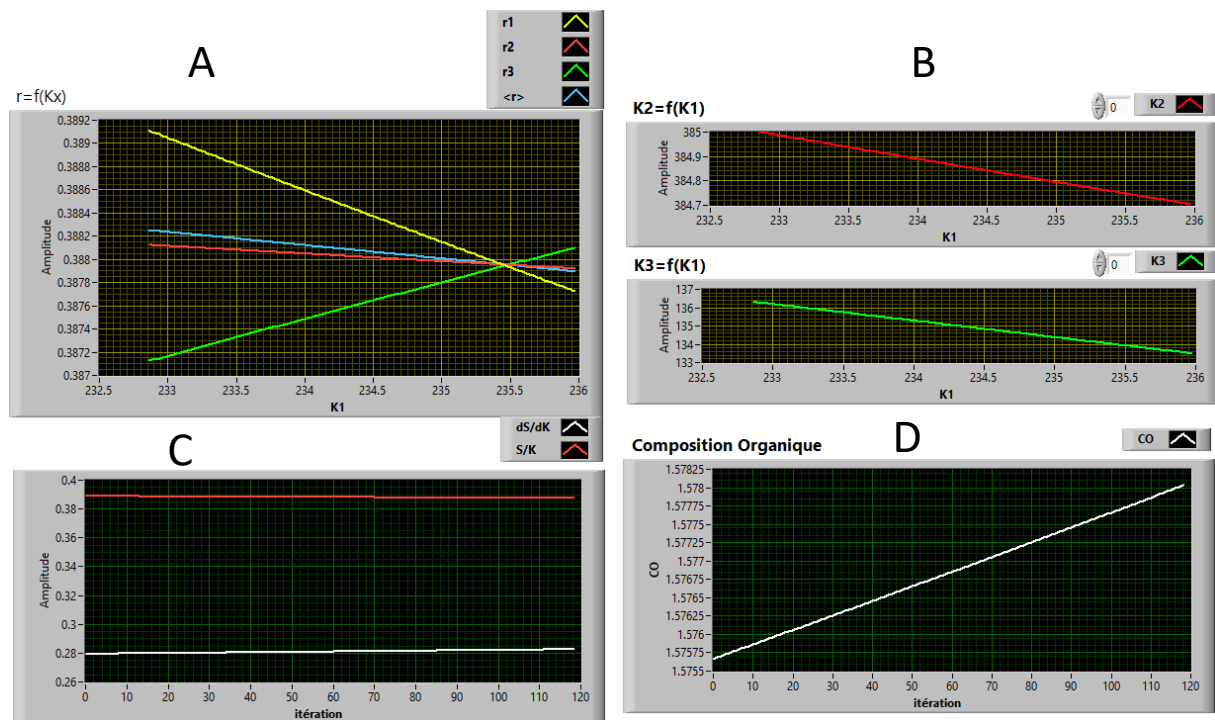 A
r1
r2
r3
<r>
r=f(Kx)
Amplitude
0.3892
0.389
0.3888
0.3886
0.3884
0.3882
0.388
0.3878
0.3876
0.3874
0.3872
0.387
232.5 233 233.5 234 234.5 235 235.5 236
K1
B
K2=f(K1)
0
K2
Amplitude
385
384.9
384.8
384.7
232.5 233 233.5 234 234.5 235 235.5 236
K1
K3=f(K1)
0
K3
Amplitude
137
136
135
134
133
232.5 233 233.5 234 234.5 235 235.5 236
K1
C
dS/dK
S/K
Amplitude
0.4
0.38
0.36
0.34
0.32
0.3
0.28
0.26
0 10 20 30 40 50 60 70 80 90 100 110 120
itération
D
Composition Organique
CO
CO
1.57825
1.578
1.57775
1.5775
1.57725
1.577
1.57675
1.5765
1.57625
1.576
1.57575
1.5755
0 10 20 30 40 50 60 70 80 90 100 110 120
itération